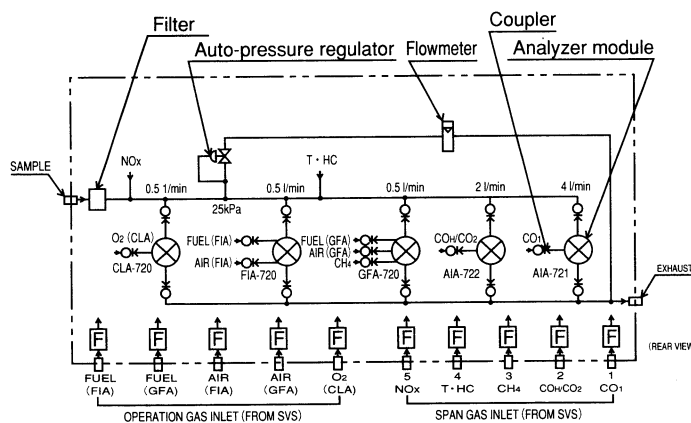 Filter
Coupler
Auto-pressure regulator
Flowmeter
Analyzer module
SAMPLE
NOx
T・HC
0.5 1/min
0.5 l/min
0.5 l/min
2 l/min
4 l/min
25kPa
O2 (CLA)
CLA-720
FUEL (FIA)
AIR (FIA)
FIA-720
FUEL (GFA)
AIR (GFA)
CH4
GFA-720
COH/CO2
AIA-722
CO1
AIA-721
EXHAUST
F F F F F F F F F F
(REAR VIEW
FUEL (FIA)
FUEL (GFA)
AIR (FIA)
AIR (GFA)
O2 (CLA)
5 NOx
4 T・HC
3 CH4
2 COH/CO2
1 CO1
OPERATION GAS INLET (FROM SVS)
SPAN GAS INLET (FROM SVS)